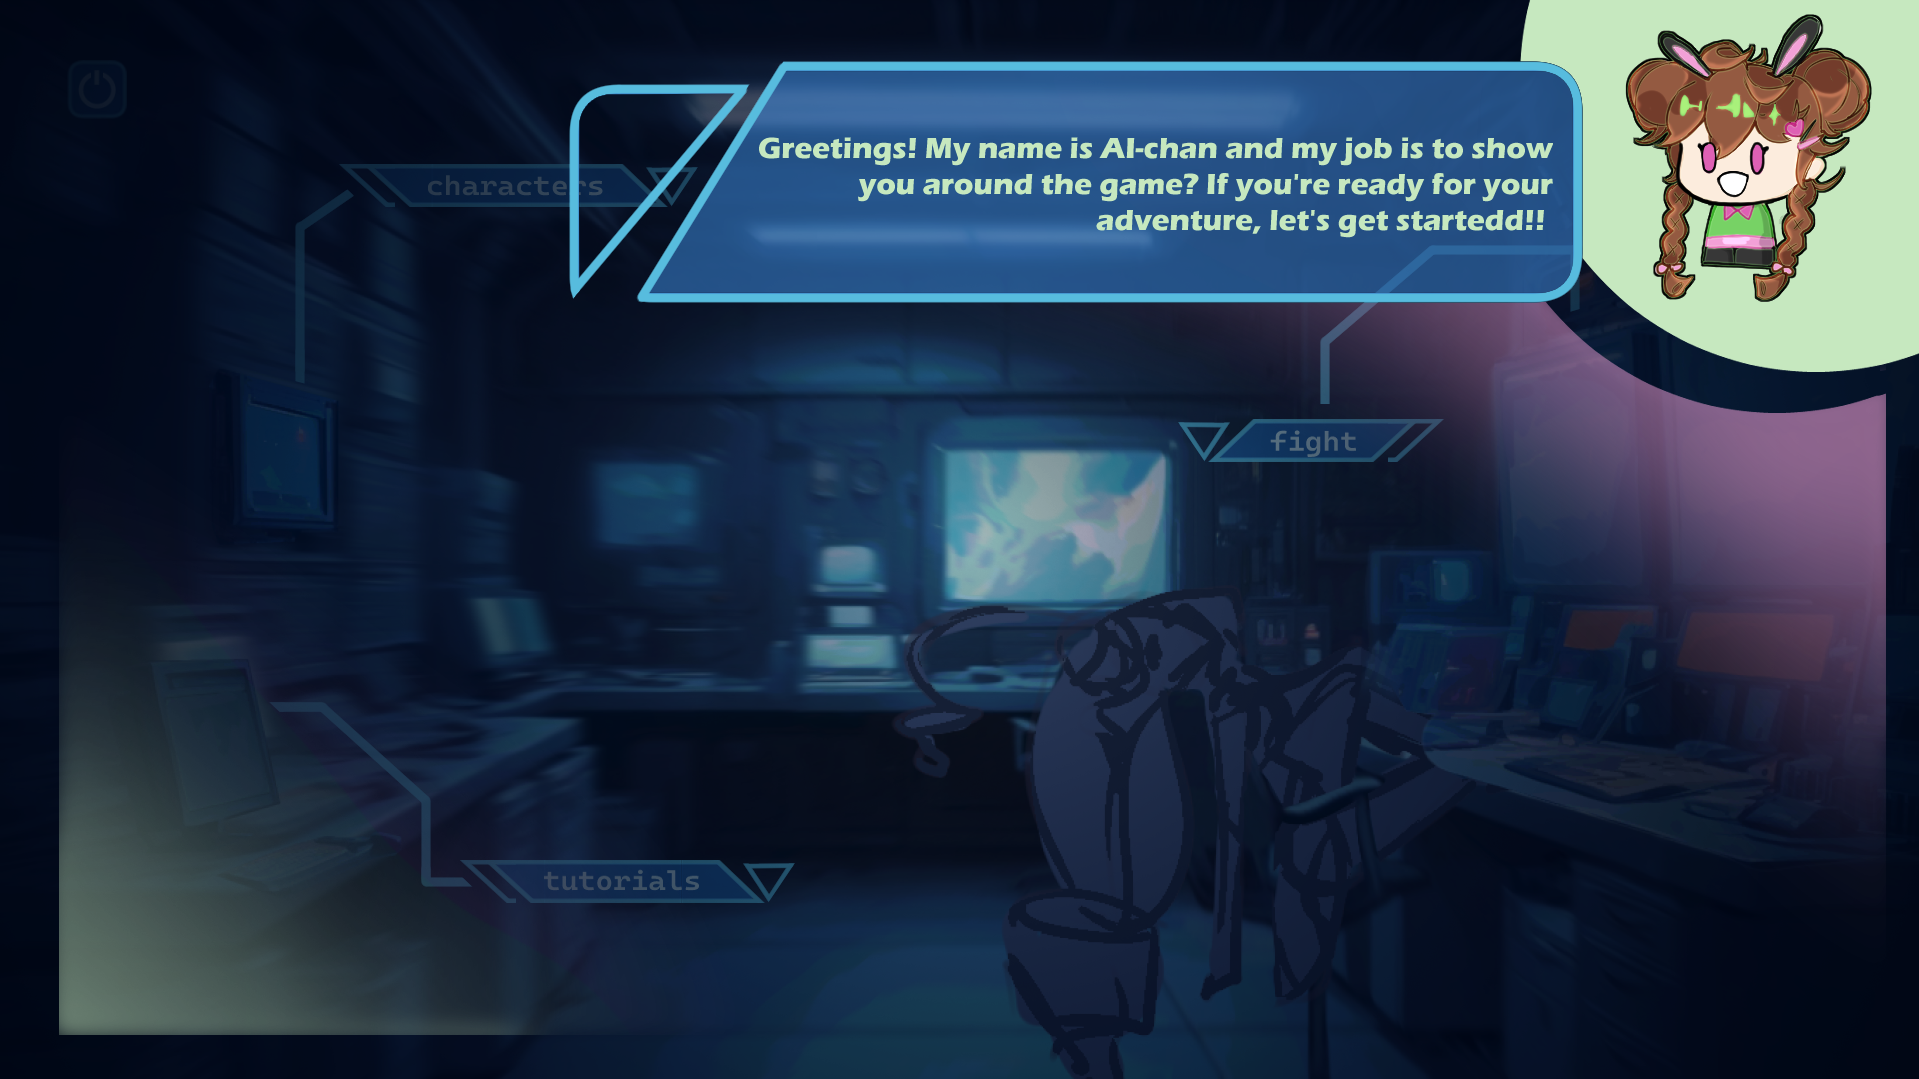 Greetings! My name is AI-chan and my job is to show
you around the game? If you're ready for your
adventure, let's get startedd!!
characters
fight
tutorials